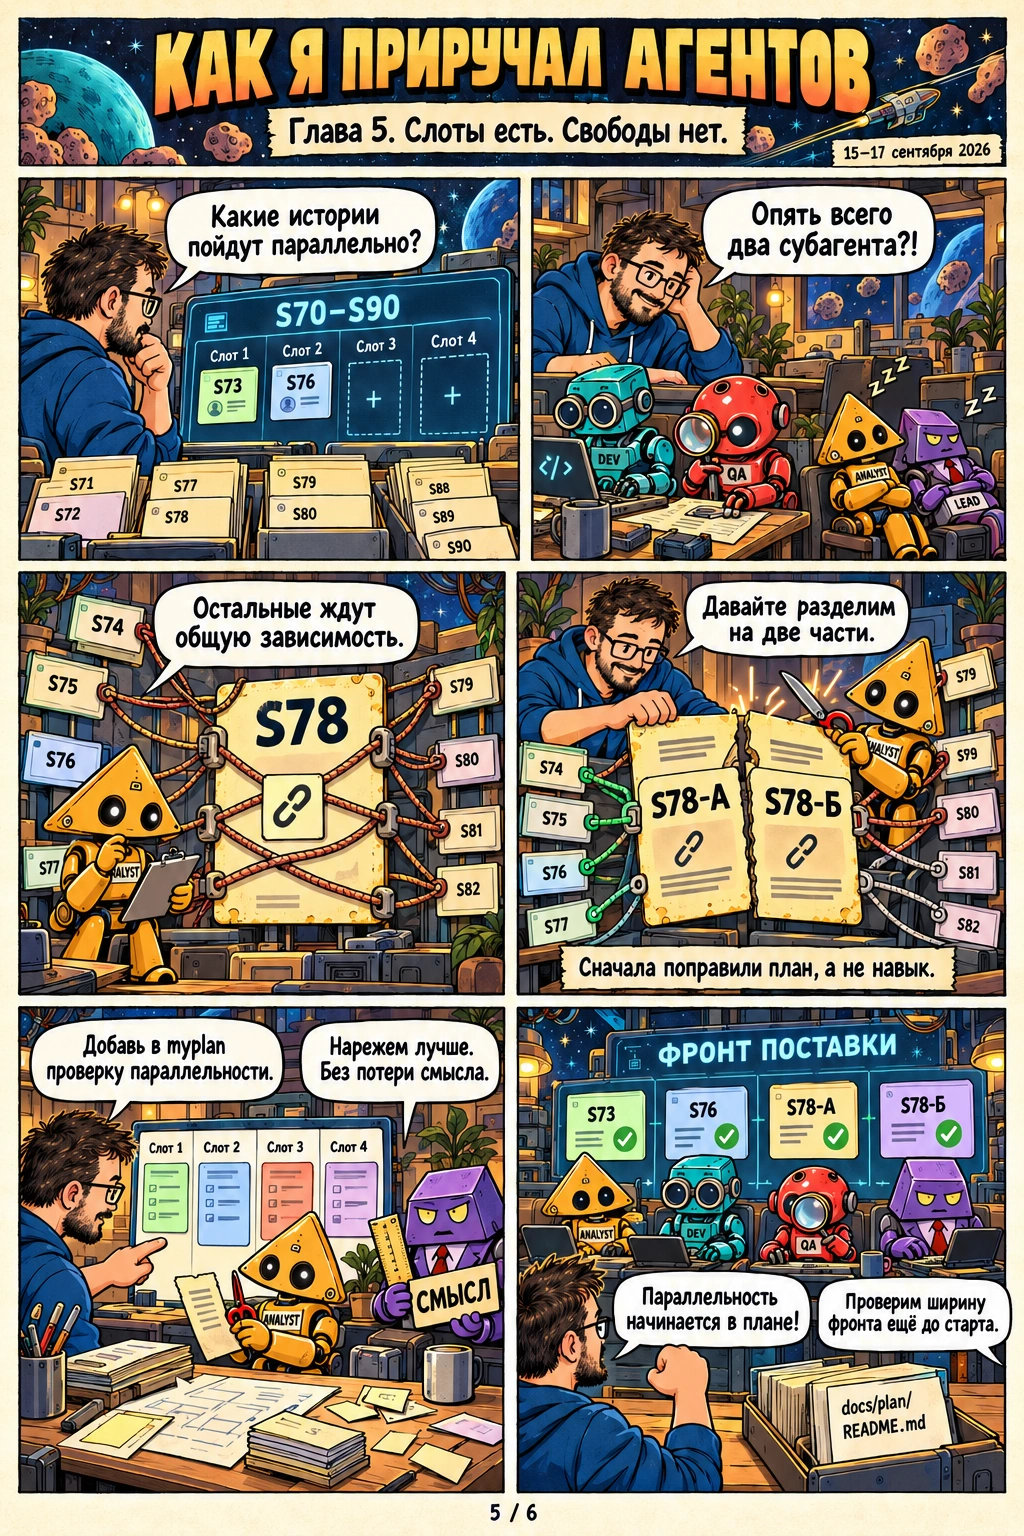 КАК Я ПРИРУЧАЛ АГЕНТОВ
Глава 5. Слоты есть. Свободы нет.
15–17 сентября 2026
Какие истории
пойдут параллельно?
S70–S90
Слот 1
Слот 2
Слот 3
Слот 4
S73
S76
+
+
S71
S72
S77
S78
S79
S80
S88
S89
S90
Опять всего
два субагента?!
zzz
zz
DEV
</>
QA
ANALYST
LEAD
Остальные ждут
общую зависимость.
S74
S75
S76
S77
S78
S79
S80
S81
S82
ALYST
Давайте разделим
на две части.
S74
S75
S76
S77
S78-А
S78-Б
NALYST
S79
S99
S80
S81
S82
Сначала поправили план, а не навык.
Добавь в myplan
проверку параллельности.
Нарежем лучше.
Без потери смысла.
Слот 1
Слот 2
Слот 3
Слот 4
ANALYST
СМЫСЛ
ФРОНТ ПОСТАВКИ
S73
S76
S78-А
S78-Б
ANALYST
DEV
QA
Параллельность
начинается в плане!
Проверим ширину
фронта ещё до старта.
docs/plan/
README.md
5 / 6